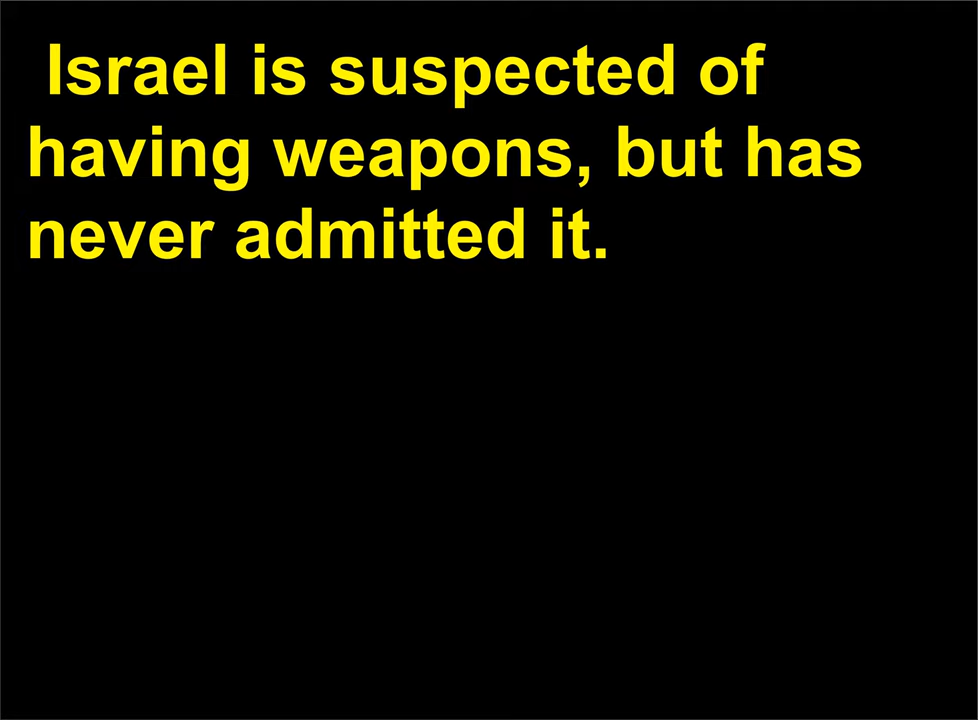 Israel is suspected of
having weapons, but has
never admitted it.